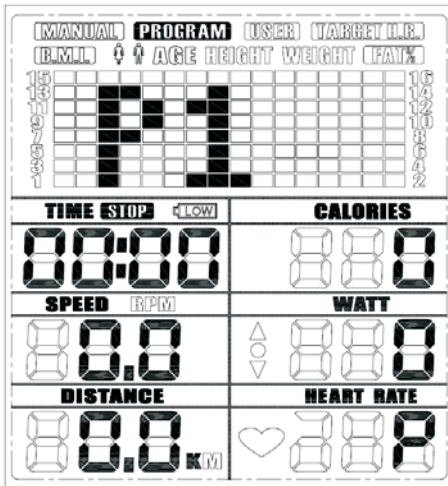 MANUAL PROGRAM USER TARGET H.R.
B.M.I. AGE HEIGHT WEIGHT FAT%
15 16
13 14
11 12
9 10
7 8
5 6
3 4
1 2
P1
TIME STOP LOW CALORIES
00:00 0
SPEED RPM WATT
0.0 0
DISTANCE HEART RATE
0.0 KM P